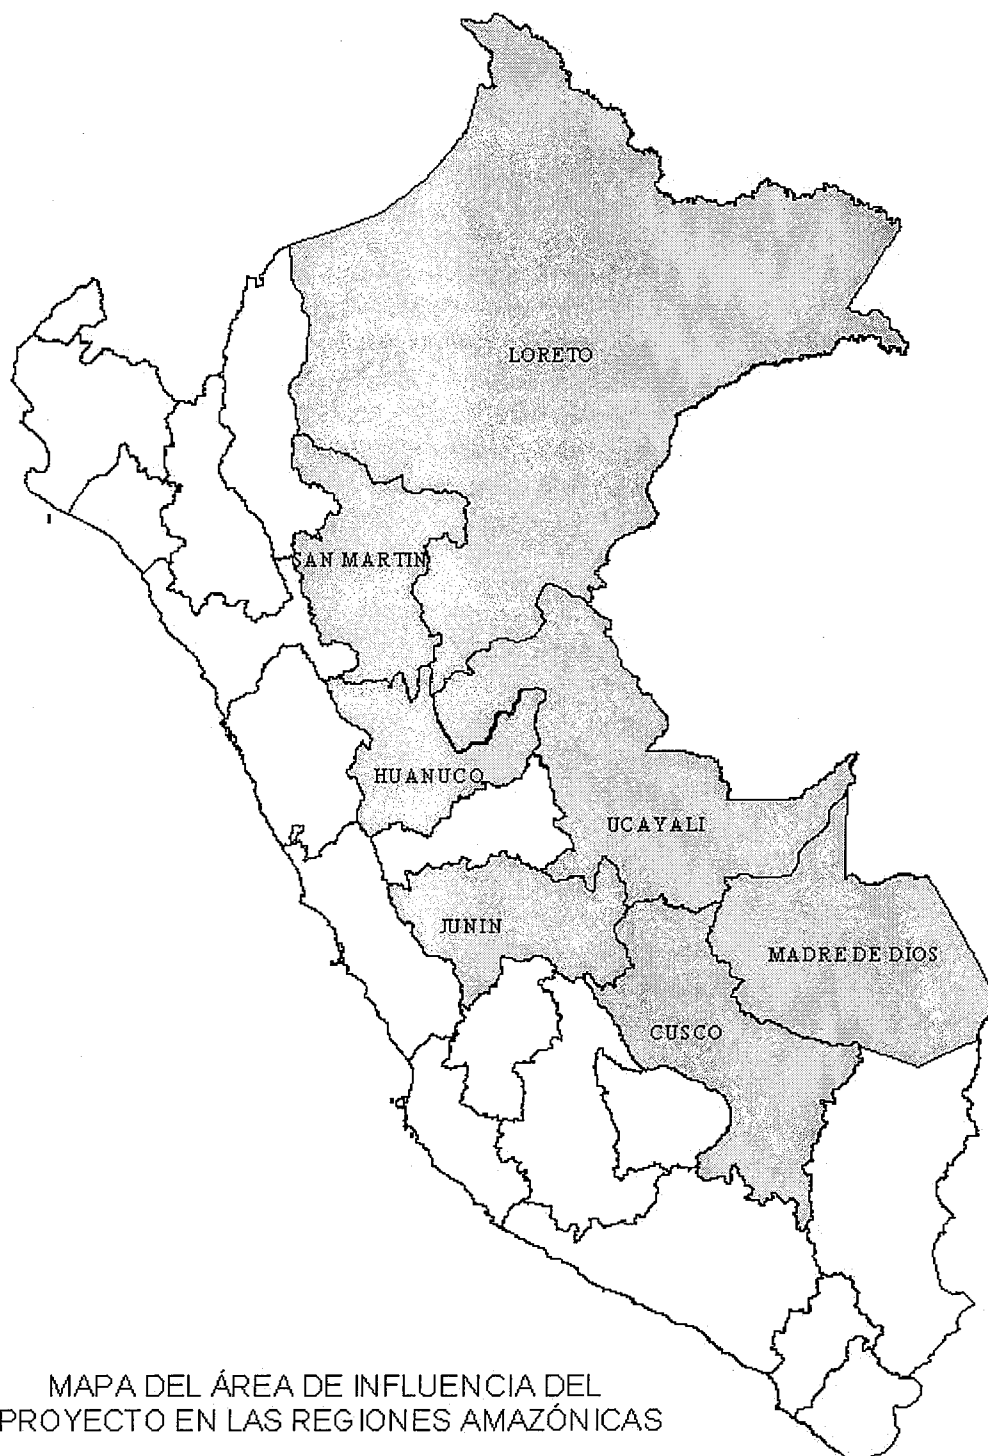 LORETO
SAN MARTIN
HUANUCO
UCAYALI
JUNIN
MADRE DE DIOS
CUSCO
MAPA DEL ÁREA DE INFLUENCIA DEL
PROYECTO EN LAS REGIONES AMAZÓNICAS